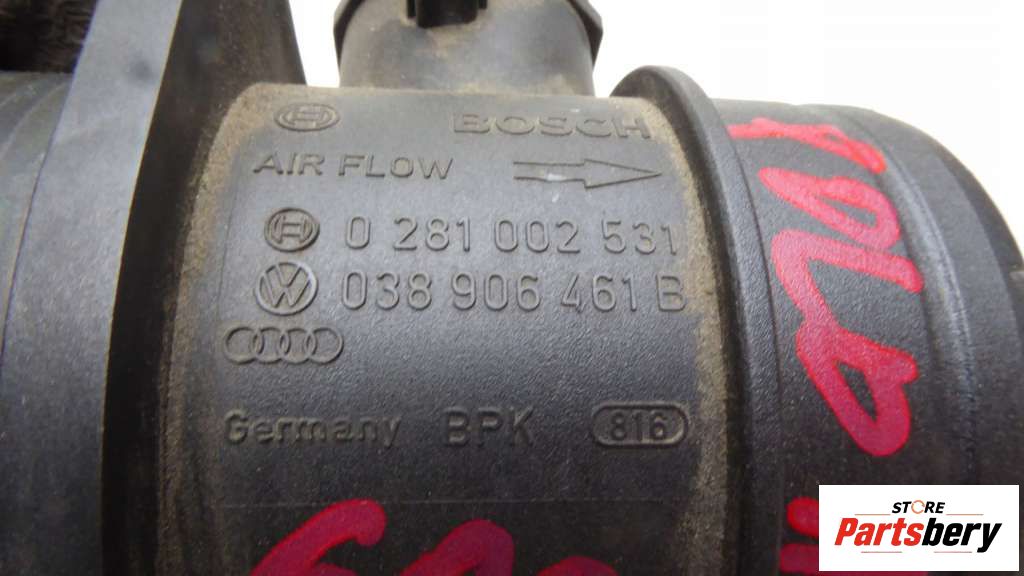 BOSCH
AIR FLOW
0 281 002 531
038 906 461 B
Germany BPK 816
STORE
Partsbery